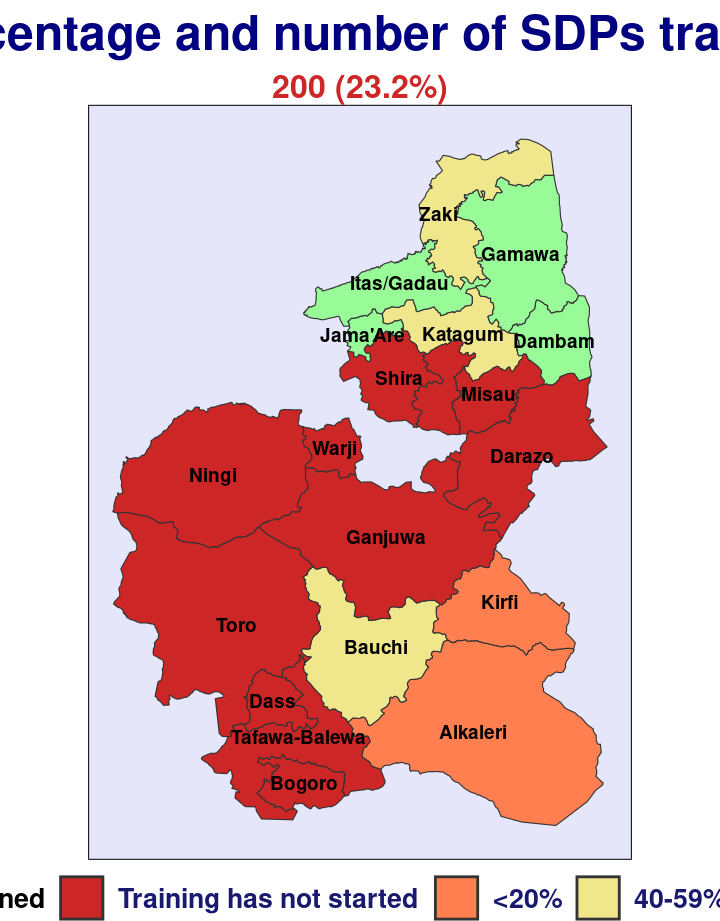 centage and number of SDPs tra
200 (23.2%)
Zaki
Gamawa
Itas/Gadau
Jama'Are
Katagum
Dambam
Shira
Misau
Warji
Darazo
Ningi
Ganjuwa
Kirfi
Toro
Bauchi
Dass
Alkaleri
Tafawa-Balewa
Bogoro
ned Training has not started <20% 40-59%